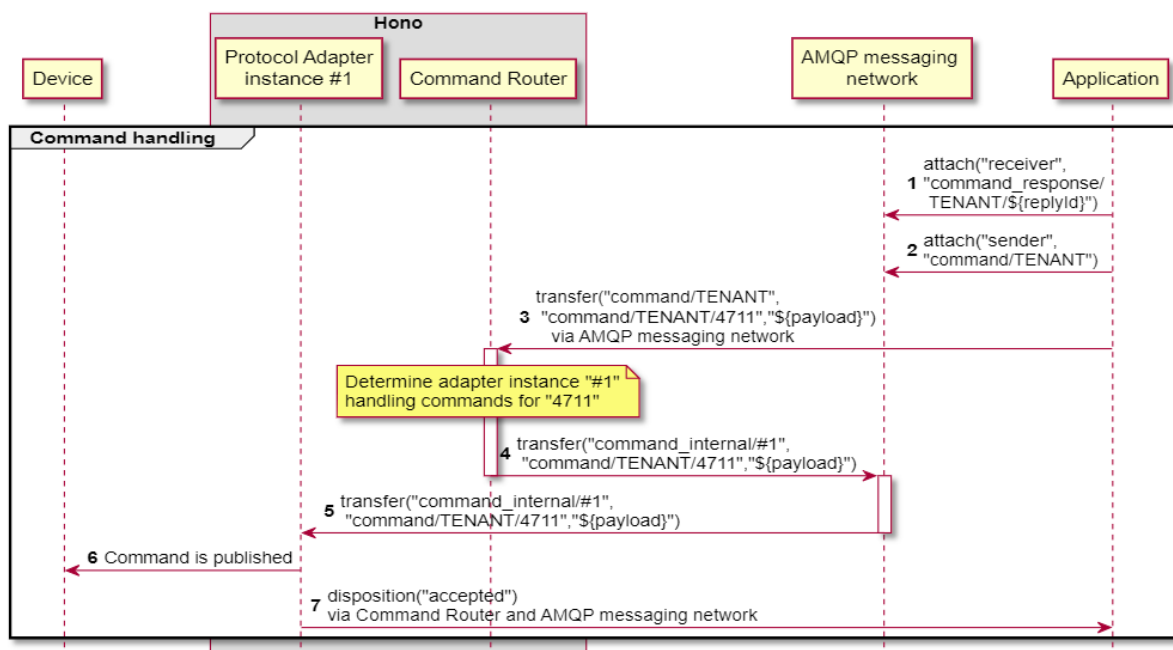 Hono
Device
Protocol Adapter
instance #1
Command Router
AMQP messaging
network
Application
Command handling
attach("receiver",
1 "command_response/
TENANT/${replyId}")
2 attach("sender",
"command/TENANT")
transfer("command/TENANT",
3 "command/TENANT/4711","${payload}")
via AMQP messaging network
Determine adapter instance "#1"
handling commands for "4711"
4 transfer("command_internal/#1",
"command/TENANT/4711","${payload}")
5 transfer("command_internal/#1",
"command/TENANT/4711","${payload}")
6 Command is published
7 disposition("accepted")
via Command Router and AMQP messaging network